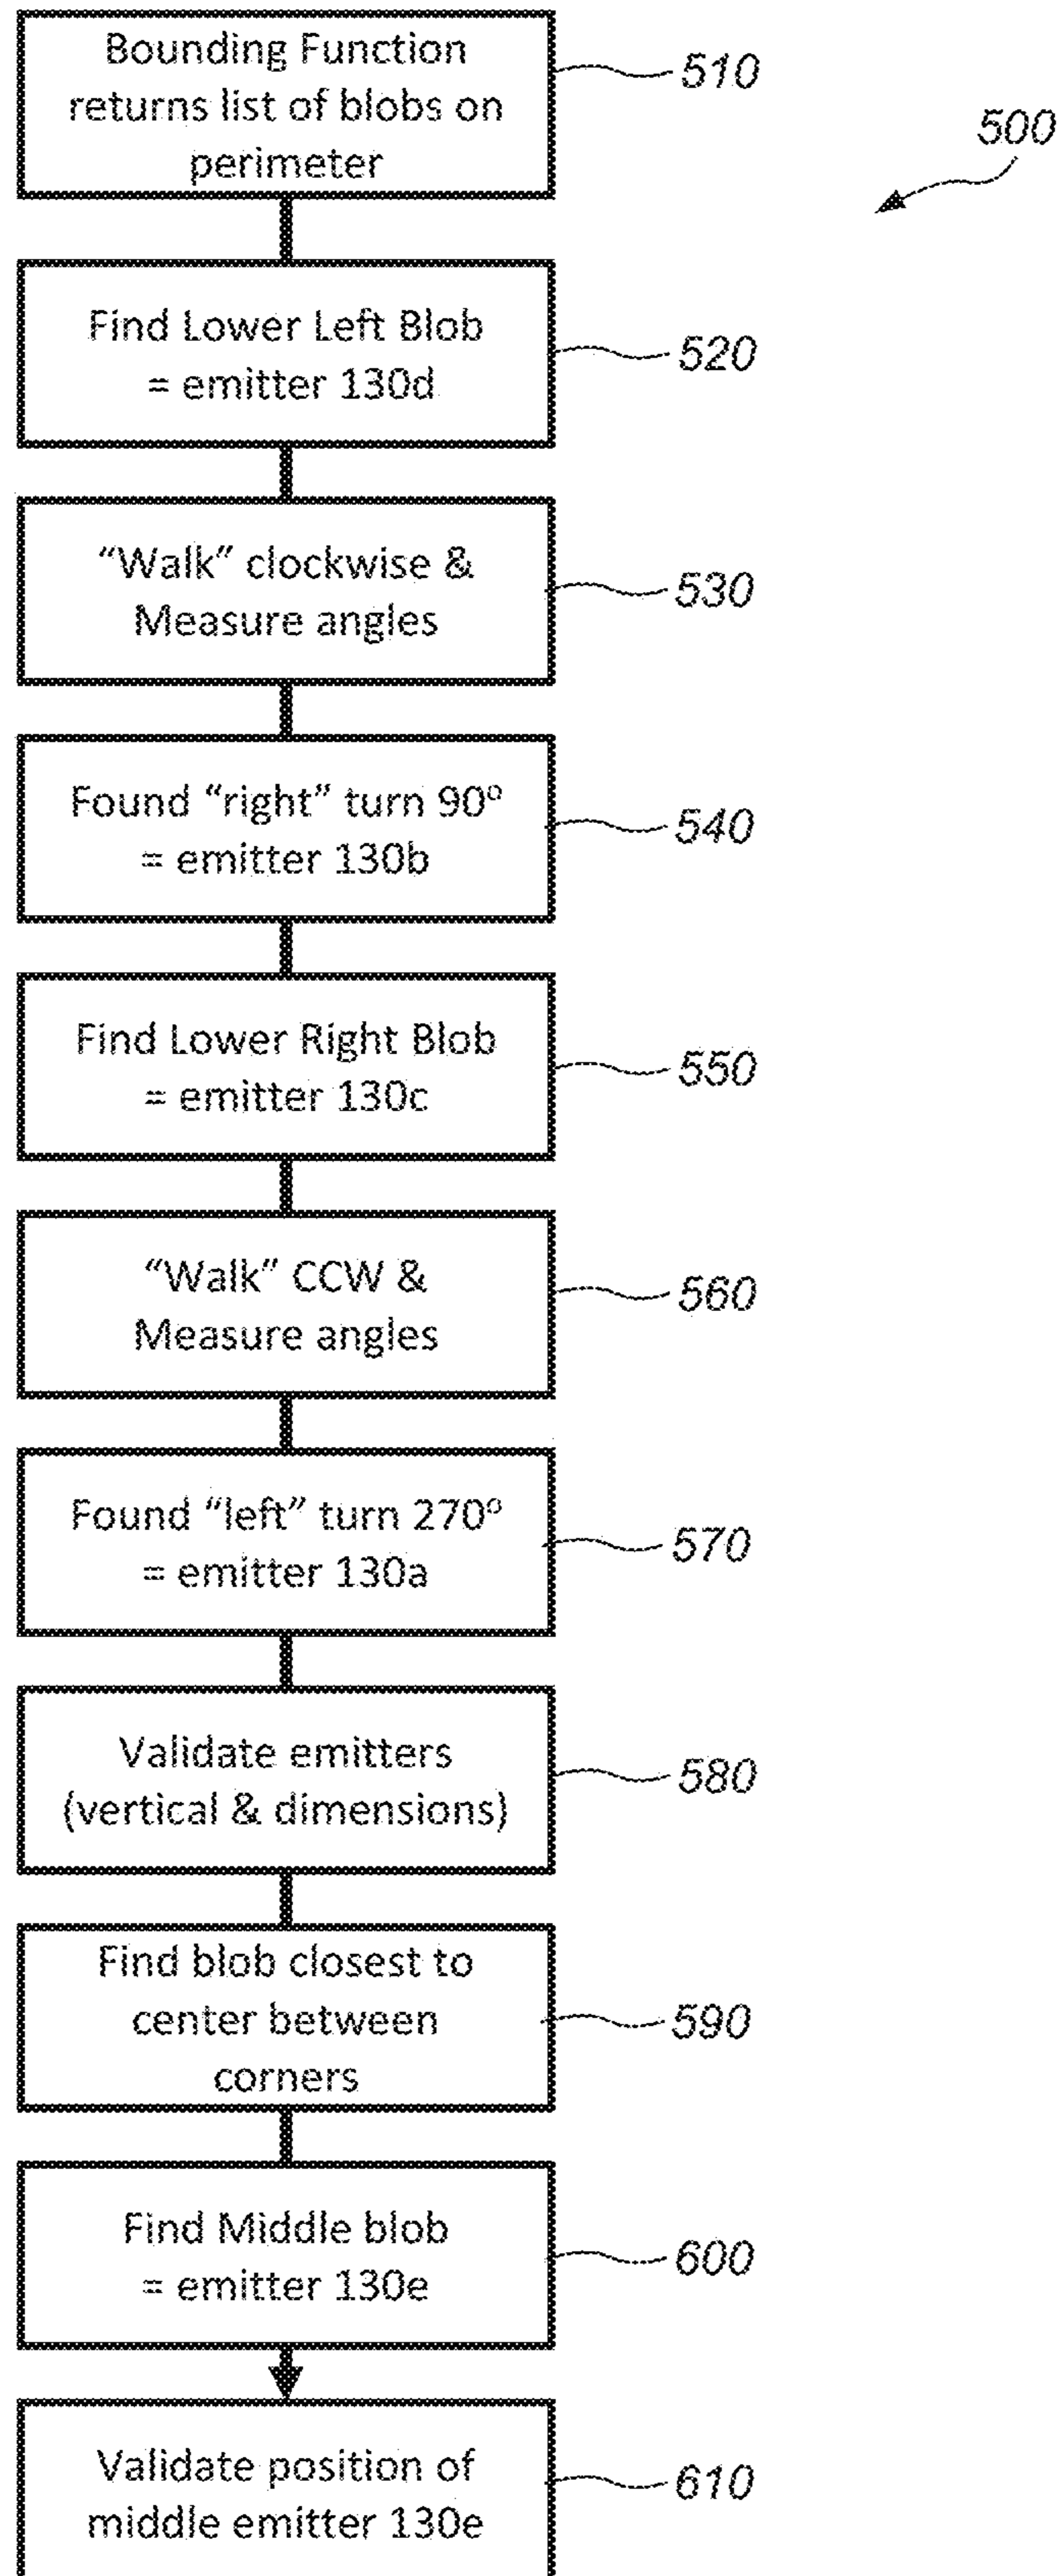 Bounding Function
returns list of blobs on
perimeter
510
500
Find Lower Left Blob
= emitter 130d
520
“Walk” clockwise &
Measure angles
530
Found “right” turn 90º
= emitter 130b
540
Find Lower Right Blob
= emitter 130c
550
“Walk” CCW &
Measure angles
560
Found “left” turn 270º
= emitter 130a
570
Validate emitters
(vertical & dimensions)
580
Find blob closest to
center between
corners
590
Find Middle blob
= emitter 130e
600
Validate position of
middle emitter 130e
610